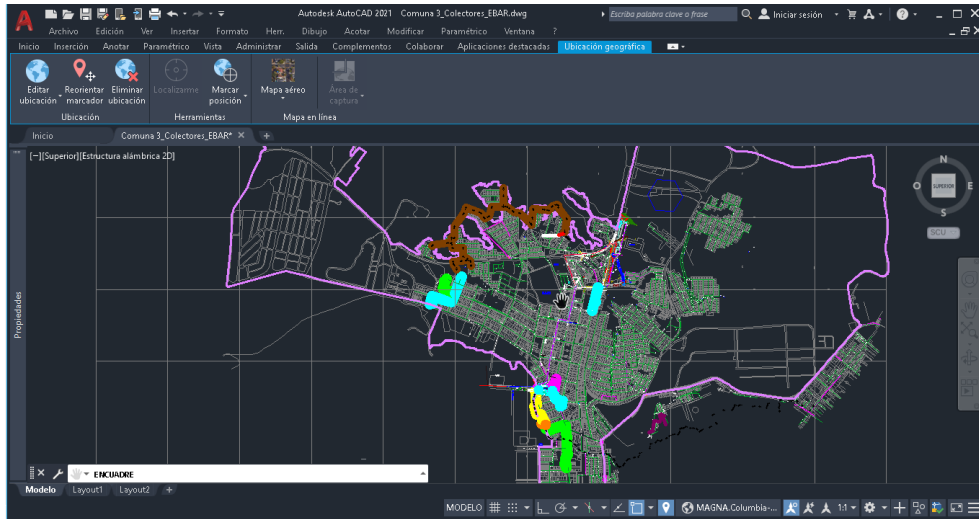 Autodesk AutoCAD 2021 Comuna 3_Colectores_EBAR.dwg
Escriba palabra clave o frase
Iniciar sesión
Archivo Edición Ver Insertar Formato Herr. Dibujo Acotar Modificar Paramétrico Ventana ?
Inicio Inserción Anotar Paramétrico Vista Administrar Salida Complementos Colaborar Aplicaciones destacadas Ubicación geográfica
Editar ubicación
Reorientar marcador
Eliminar ubicación
Localizarme
Marcar posición
Mapa aéreo
Área de captura
Ubicación Herramientas Mapa en línea
Inicio Comuna 3_Colectores_EBAR* × +
[−][Superior][Estructura alámbrica 2D]
N
O SUPERIOR E
S
SCU
Propiedades
ENCUADRE
Modelo Layout1 Layout2 +
MODELO MAGNA.Columbia-... 1:1